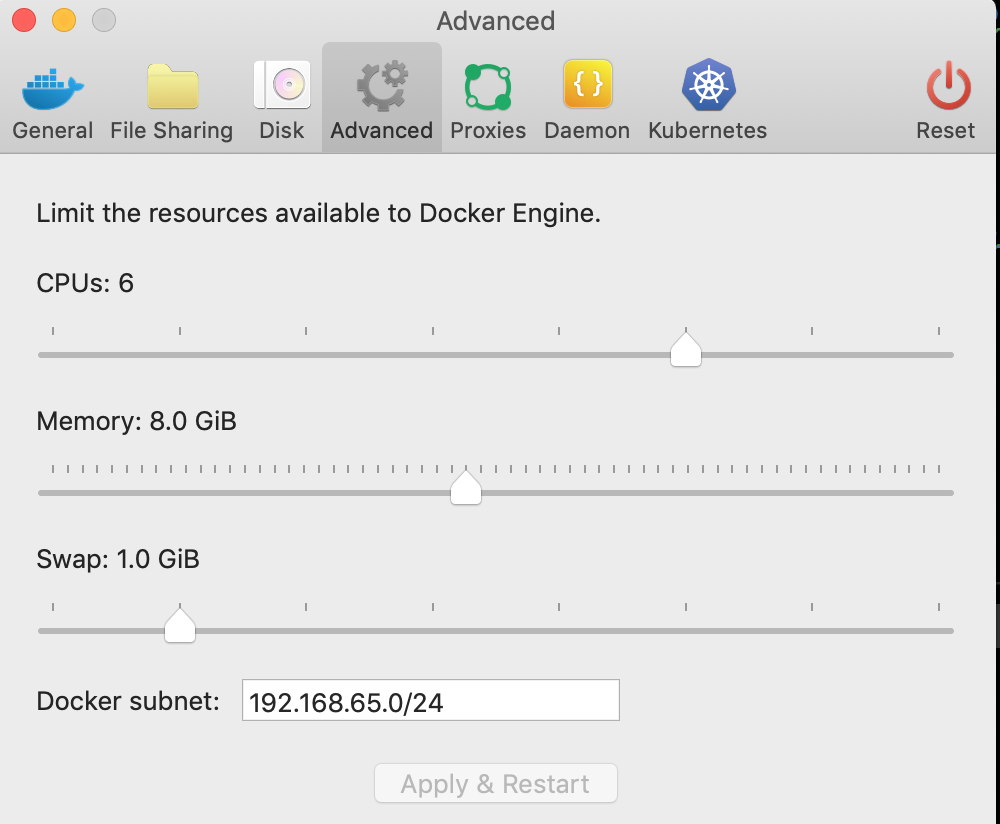 Advanced
General File Sharing Disk Advanced Proxies Daemon Kubernetes Reset
Limit the resources available to Docker Engine.
CPUs: 6
Memory: 8.0 GiB
Swap: 1.0 GiB
Docker subnet: 192.168.65.0/24
Apply & Restart